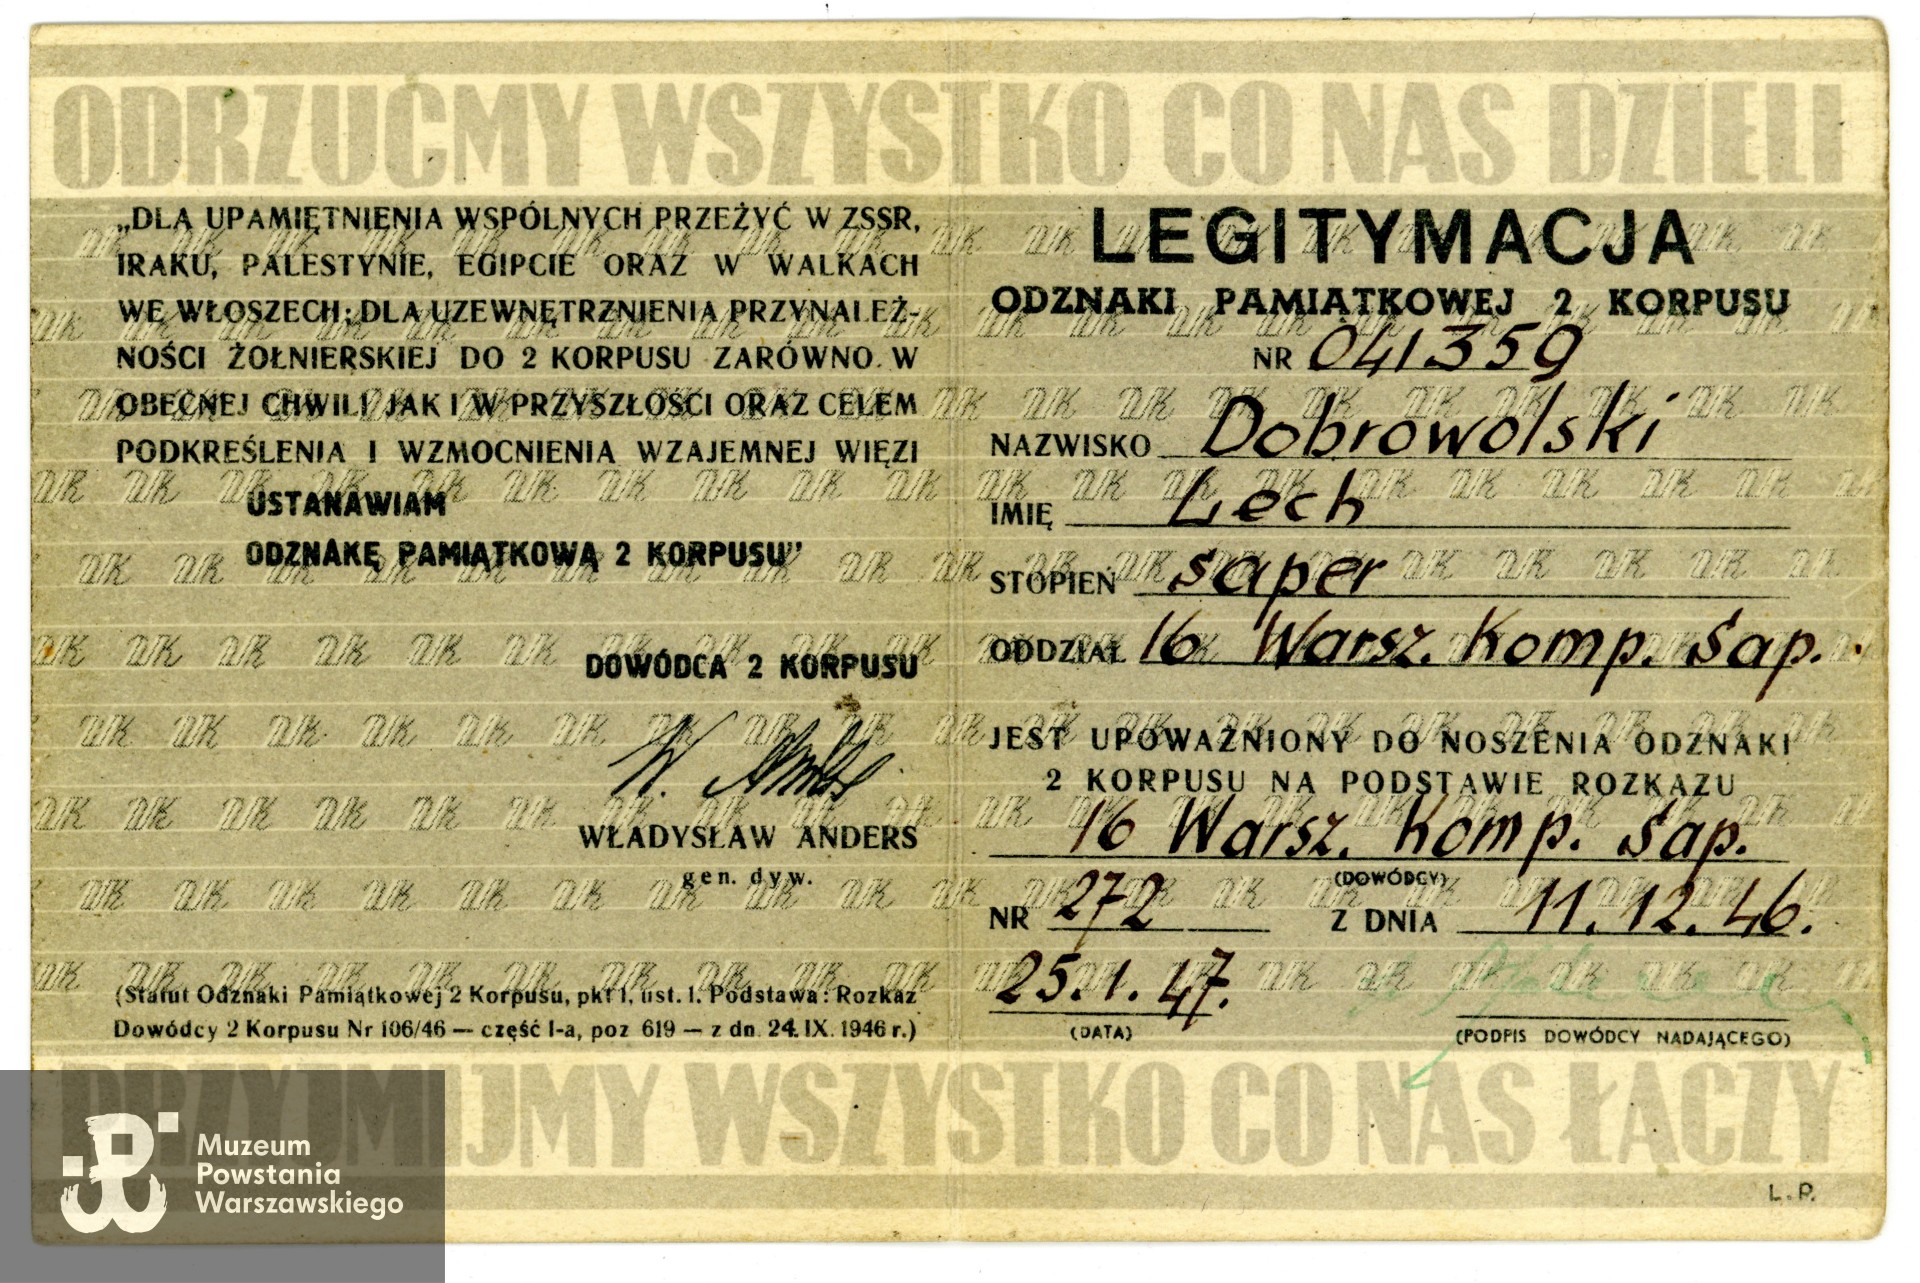 ODRZUĆMY WSZYSTKO CO NAS DZIELI
„DLA UPAMIĘTNIENIA WSPÓLNYCH PRZEŻYĆ W ZSSR,
IRAKU, PALESTYNIE, EGIPCIE ORAZ W WALKACH
WE WŁOSZECH; DLA UZEWNĘTRZNIENIA PRZYNALEŻ-
NOŚCI ŻOŁNIERSKIEJ DO 2 KORPUSU ZARÓWNO W
OBECNEJ CHWILI JAK I W PRZYSZŁOŚCI ORAZ CELEM
PODKREŚLENIA I WZMOCNIENIA WZAJEMNEJ WIĘZI
USTANAWIAM
ODZNAKĘ PAMIĄTKOWĄ 2 KORPUSU”
DOWÓDCA 2 KORPUSU
W. Anders
WŁADYSŁAW ANDERS
gen. dyw.
(Statut Odznaki Pamiątkowej 2 Korpusu, pkt 1, ust. 1. Podstawa: Rozkaz
Dowódcy 2 Korpusu Nr 106/46 — część I-a, poz 619 — z dn. 24. IX. 1946 r.)
LEGITYMACJA
ODZNAKI PAMIĄTKOWEJ 2 KORPUSU
NR 041359
NAZWISKO Dobrowolski
IMIĘ Lech
STOPIEŃ saper
ODDZIAŁ 16 Warsz. Komp. Sap.
JEST UPOWAŻNIONY DO NOSZENIA ODZNAKI
2 KORPUSU NA PODSTAWIE ROZKAZU
16 Warsz. Komp. Sap.
(DOWÓDCY)
NR 272 Z DNIA 11.12.46.
25.1.47.
(DATA) (PODPIS DOWÓDCY NADAJĄCEGO)
PRZYJMIJMY WSZYSTKO CO NAS ŁĄCZY
L. P.
Muzeum
Powstania
Warszawskiego